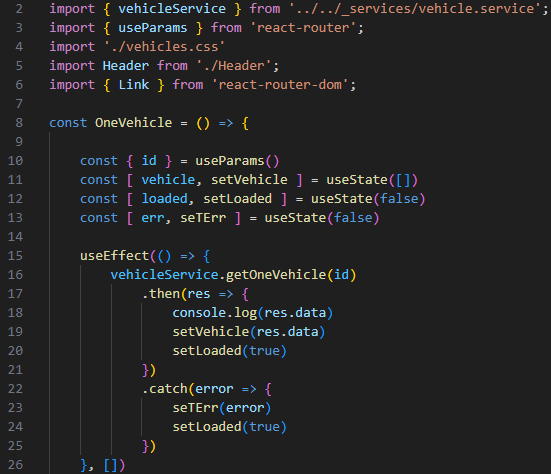 2 import { vehicleService } from '../../_services/vehicle.service';
3 import { useParams } from 'react-router';
4 import './vehicles.css'
5 import Header from './Header';
6 import { Link } from 'react-router-dom';
7
8 const OneVehicle = () => {
9
10 const { id } = useParams()
11 const [ vehicle, setVehicle ] = useState([])
12 const [ loaded, setLoaded ] = useState(false)
13 const [ err, seTErr ] = useState(false)
14
15 useEffect(() => {
16 vehicleService.getOneVehicle(id)
17 .then(res => {
18 console.log(res.data)
19 setVehicle(res.data)
20 setLoaded(true)
21 })
22 .catch(error => {
23 seTErr(error)
24 setLoaded(true)
25 })
26 }, [])